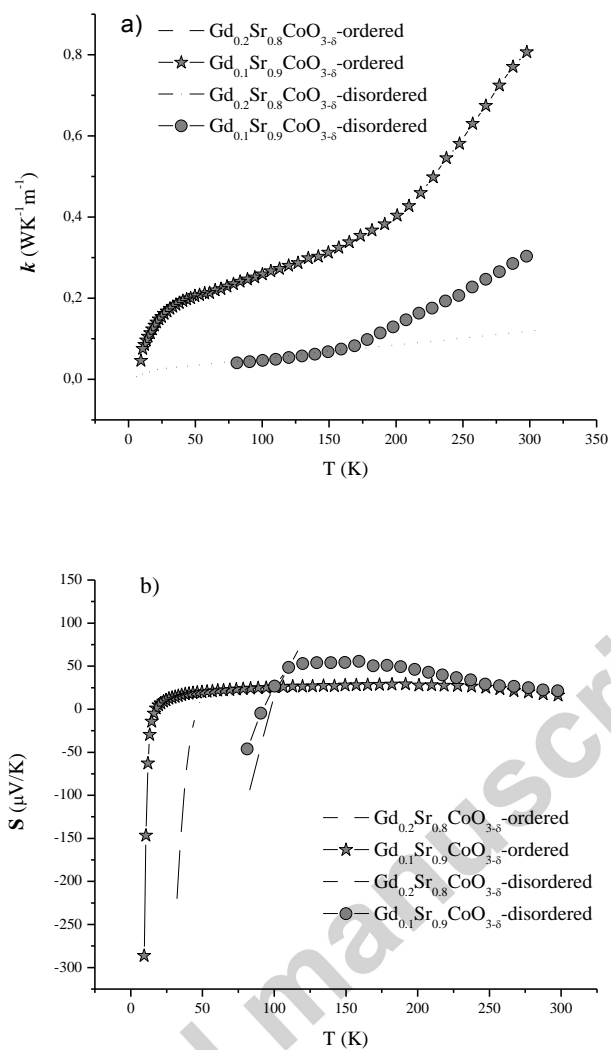 a)
Gd0.2Sr0.8CoO3-δ-ordered
Gd0.1Sr0.9CoO3-δ-ordered
Gd0.2Sr0.8CoO3-δ-disordered
Gd0.1Sr0.9CoO3-δ-disordered
0,8
0,6
0,4
0,2
0,0
k (WK-1m-1)
0 50 100 150 200 250 300 350
T (K)
b)
150
100
50
0
-50
-100
-150
-200
-250
-300
S (μV/K)
Gd0.2Sr0.8CoO3-δ-ordered
Gd0.1Sr0.9CoO3-δ-ordered
Gd0.2Sr0.8CoO3-δ-disordered
Gd0.1Sr0.9CoO3-δ-disordered
0 50 100 150 200 250 300
T (K)
manuscri